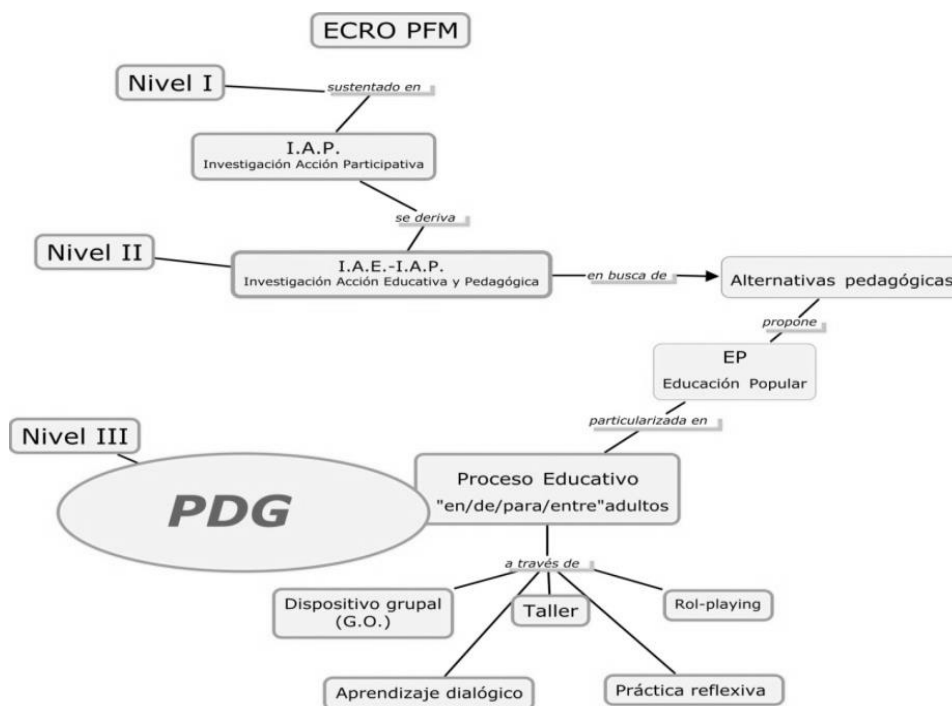 ECRO PFM
Nivel I
sustentado en
I.A.P.
Investigación Acción Participativa
se deriva
Nivel II
I.A.E.-I.A.P.
Investigación Acción Educativa y Pedagógica
en busca de
Alternativas pedagógicas
propone
EP
Educación Popular
particularizada en
Nivel III
PDG
Proceso Educativo
"en/de/para/entre"adultos
a través de
Dispositivo grupal
(G.O.)
Taller
Rol-playing
Aprendizaje dialógico
Práctica reflexiva